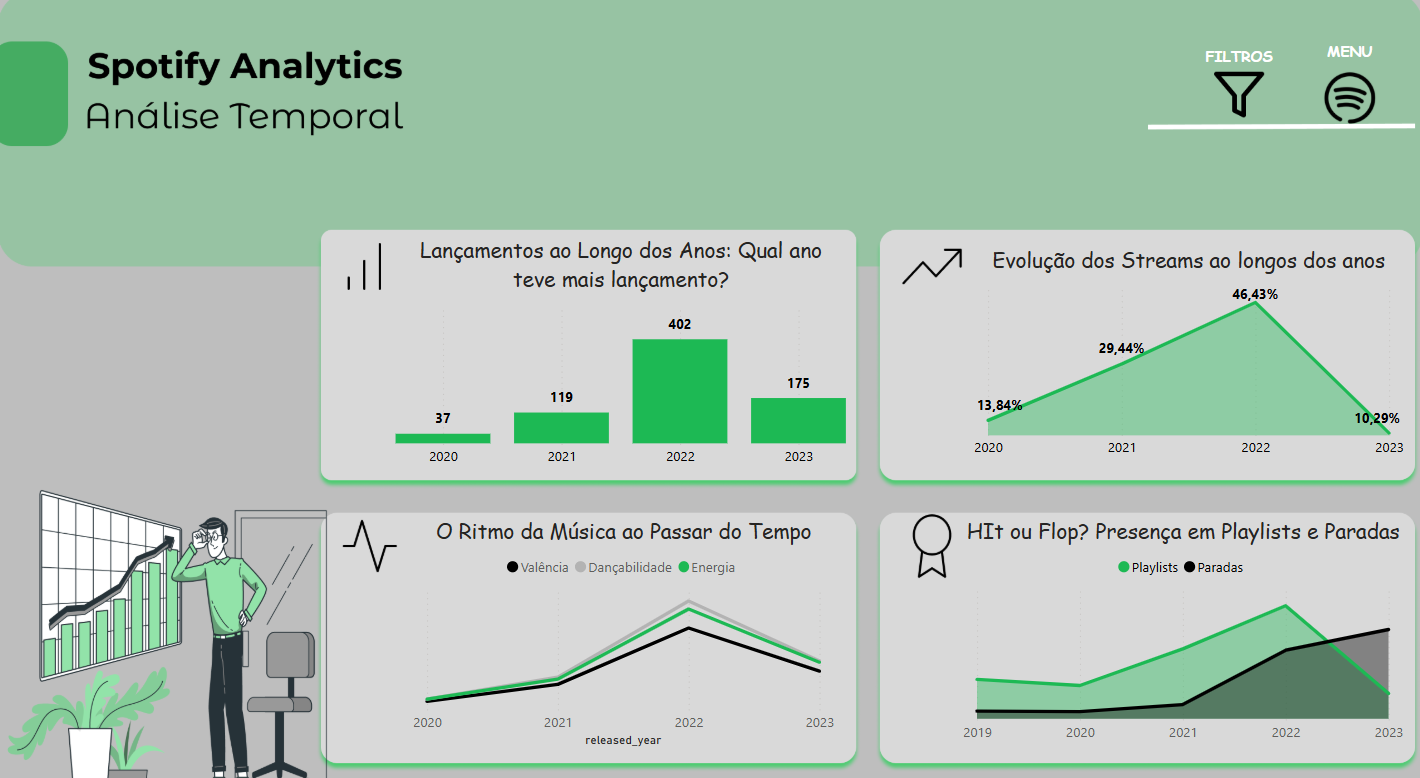 Spotify Analytics
Análise Temporal
FILTROS
MENU
Lançamentos ao Longo dos Anos: Qual ano
teve mais lançamento?
37
119
402
175
2020 2021 2022 2023
Evolução dos Streams ao longos dos anos
13,84%
29,44%
46,43%
10,29%
2020 2021 2022 2023
O Ritmo da Música ao Passar do Tempo
Valência Dançabilidade Energia
2020 2021 2022 2023
released_year
HIt ou Flop? Presença em Playlists e Paradas
Playlists Paradas
2019 2020 2021 2022 2023